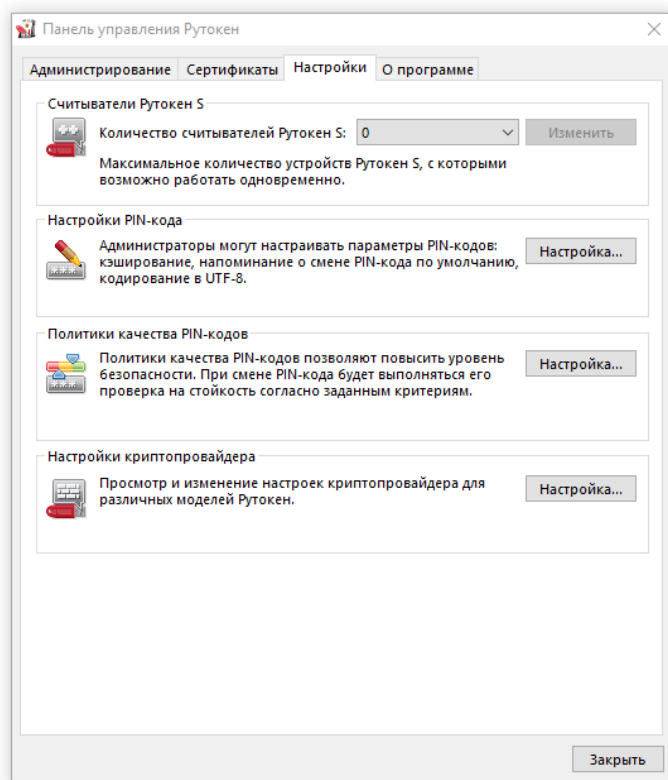 Панель управления Рутокен
Администрирование Сертификаты Настройки О программе
Считыватели Рутокен S
Количество считывателей Рутокен S: 0 Изменить
Максимальное количество устройств Рутокен S, с которыми
возможно работать одновременно.
Настройки PIN-кода
Администраторы могут настраивать параметры PIN-кодов:
кэширование, напоминание о смене PIN-кода по умолчанию,
кодирование в UTF-8.
Настройка...
Политики качества PIN-кодов
Политики качества PIN-кодов позволяют повысить уровень
безопасности. При смене PIN-кода будет выполняться его
проверка на стойкость согласно заданным критериям.
Настройка...
Настройки криптопровайдера
Просмотр и изменение настроек криптопровайдера для
различных моделей Рутокен.
Настройка...
Закрыть